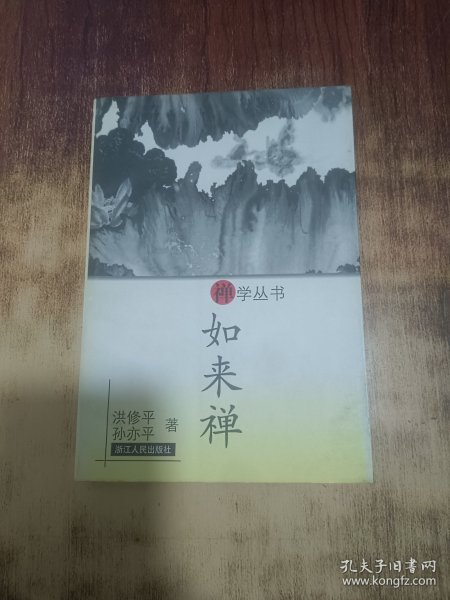 禅学丛书
如来禅
洪修平
孙亦平
著
浙江人民出版社
孔夫子旧书网
www.kongfz.com